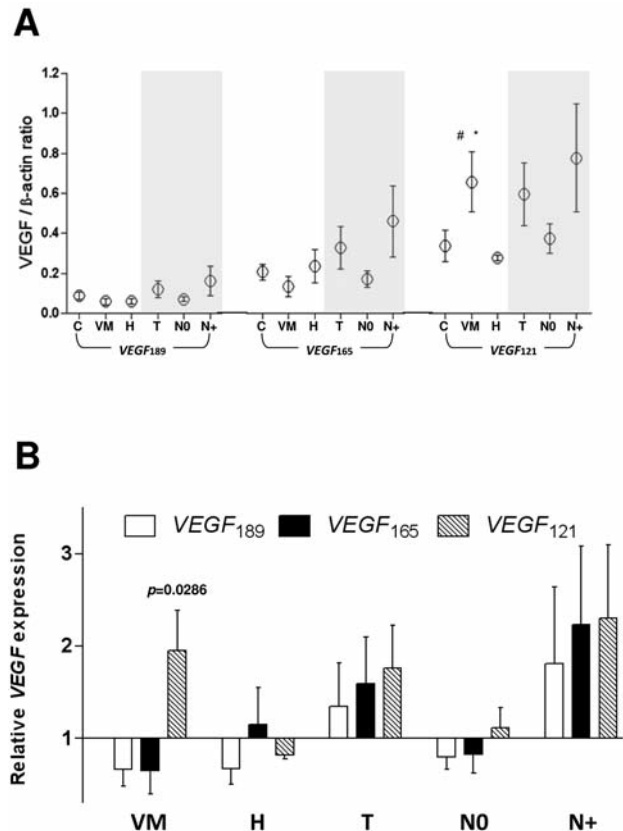 A
1.2
1.0
0.8
0.6
0.4
0.2
0.0
VEGF / β-actin ratio
# *
C VM H T N0 N+ C VM H T N0 N+ C VM H T N0 N+
VEGF189 VEGF165 VEGF121
B
3
2
1
Relative VEGF expression
VEGF189 VEGF165 VEGF121
p=0.0286
VM H T N0 N+